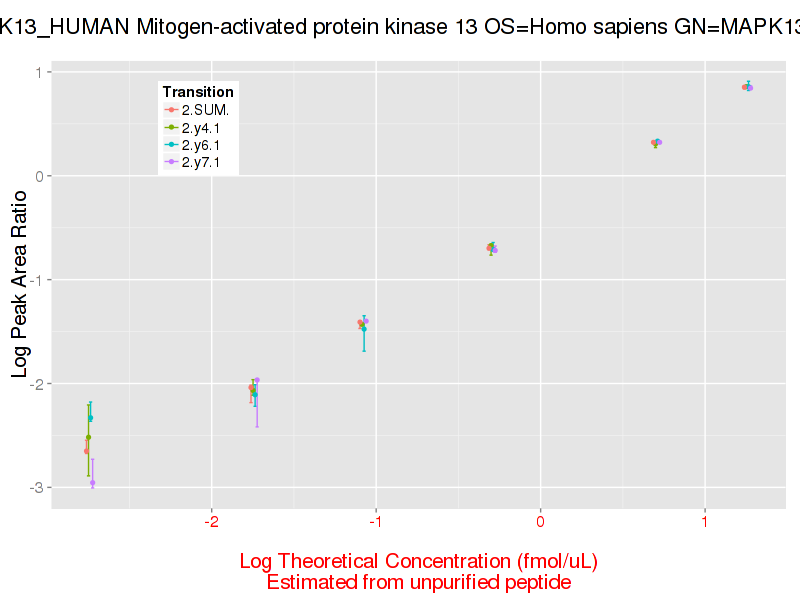 K13_HUMAN Mitogen-activated protein kinase 13 OS=Homo sapiens GN=MAPK13
Transition
2.SUM.
2.y4.1
2.y6.1
2.y7.1
Log Peak Area Ratio
1
0
-1
-2
-3
-2 -1 0 1
Log Theoretical Concentration (fmol/uL)
Estimated from unpurified peptide